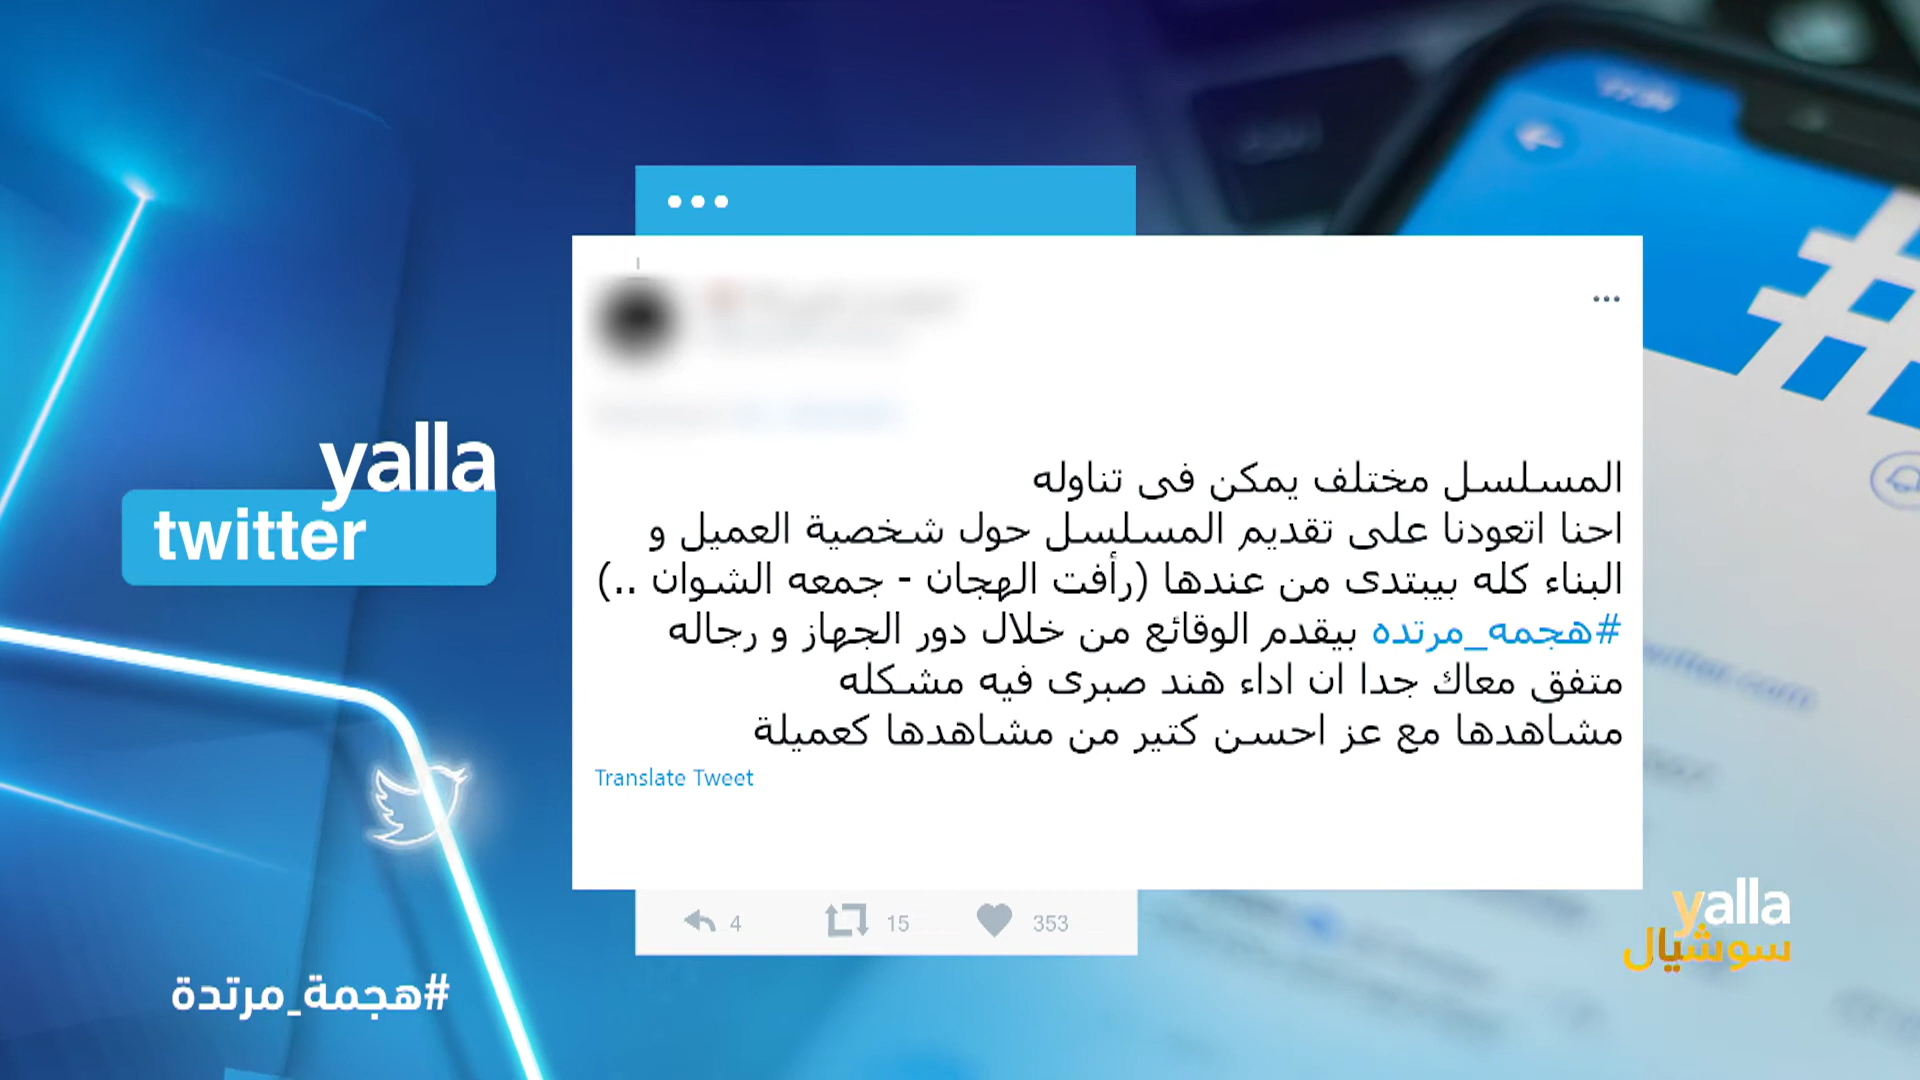 yalla
twitter
المسلسل مختلف يمكن فى تناوله
احنا اتعودنا على تقديم المسلسل حول شخصية العميل و
البناء كله بيبتدى من عندها (رأفت الهجان - جمعه الشوان ..)
#هجمه_مرتده بيقدم الوقائع من خلال دور الجهاز و رجاله
متفق معاك جدا ان اداء هند صبرى فيه مشكله
مشاهدها مع عز احسن كتير من مشاهدها كعميلة
Translate Tweet
4 15 353
#هجمة_مرتدة
yalla
سوشيال